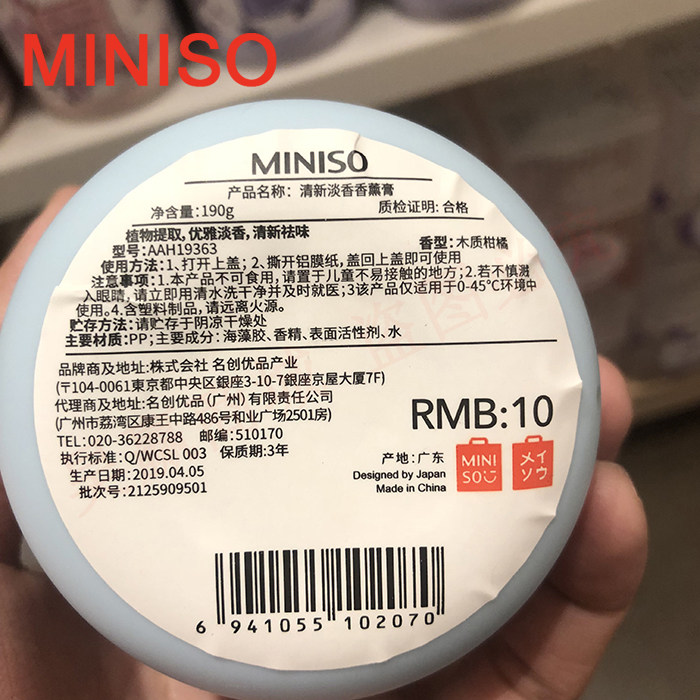 MINISO
MINISO
产品名称：清新淡香香薰膏
净含量：190g 质检证明：合格
植物提取，优雅淡香，清新祛味
型号：AAH19363 香型：木质柑橘
使用方法：1、打开上盖；2、撕开铝膜纸，盖回上盖即可使用
注意事项：1.本产品不可食用，请置于儿童不易接触的地方；2.若不慎溅
入眼睛，请立即用清水洗干净并及时就医；3该产品仅适用于0-45℃环境中
使用。4.含塑料制品，请远离火源。
贮存方法：请贮存于阴凉干燥处
主要材质：PP；主要成分：海藻胶、香精、表面活性剂、水
品牌商及地址：株式会社 名创优品产业
(〒104-0061東京都中央区銀座3-10-7銀座京屋大厦7F)
代理商及地址：名创优品（广州）有限责任公司
(广州市荔湾区康王中路486号和业广场2501房)
TEL：020-36228788 邮编：510170
执行标准：Q/WCSL 003 保质期：3年
生产日期：2019.04.05
批次号：2125909501
RMB:10
产地：广东
Designed by Japan
Made in China
MINI
SO
メイ
ソウ
6 941055 102070